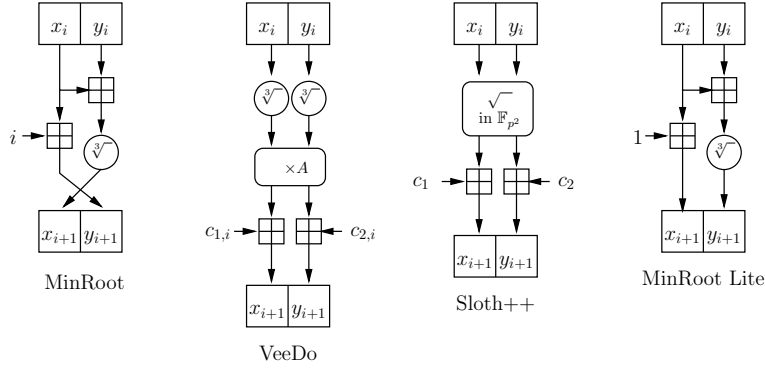 x_i y_i
i
∛
x_{i+1} y_{i+1}
MinRoot
x_i y_i
∛ ∛
×A
c_{1,i} c_{2,i}
x_{i+1} y_{i+1}
VeeDo
x_i y_i
√
in 𝔽_{p^2}
c_1 c_2
x_{i+1} y_{i+1}
Sloth++
x_i y_i
1
∛
x_{i+1} y_{i+1}
MinRoot Lite